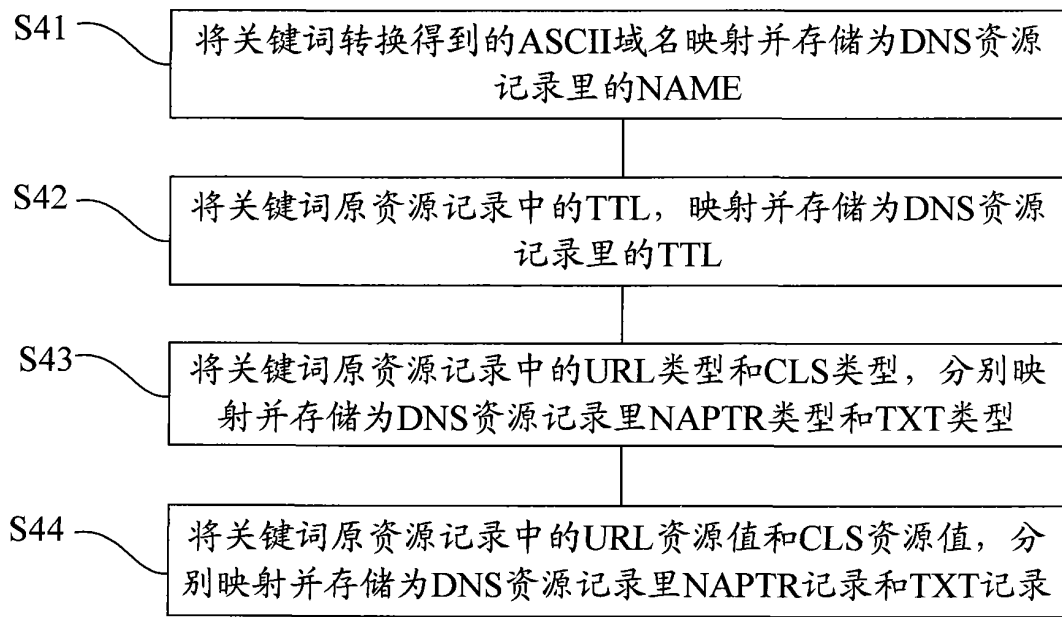 S41
将关键词转换得到的ASCII域名映射并存储为DNS资源
记录里的NAME
S42
将关键词原资源记录中的TTL，映射并存储为DNS资源
记录里的TTL
S43
将关键词原资源记录中的URL类型和CLS类型，分别映
射并存储为DNS资源记录里NAPTR类型和TXT类型
S44
将关键词原资源记录中的URL资源值和CLS资源值，分
别映射并存储为DNS资源记录里NAPTR记录和TXT记录